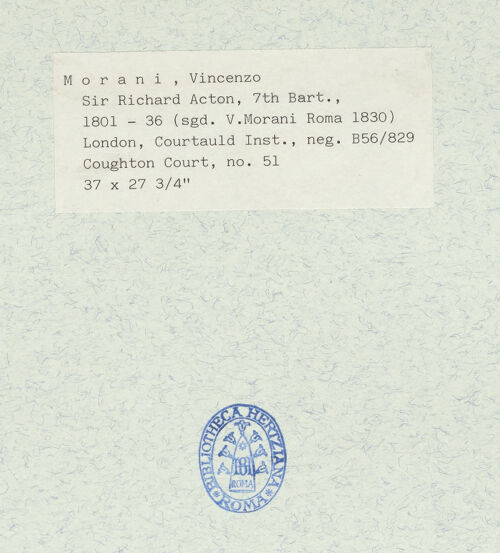 M o r a n i , Vincenzo
Sir Richard Acton, 7th Bart.,
1801 - 36 (sgd. V.Morani Roma 1830)
London, Courtauld Inst., neg. B56/829
Coughton Court, no. 51
37 x 27 3/4"
BIBLIOTHECA HERTZIANA
ROMA
* ROMA *